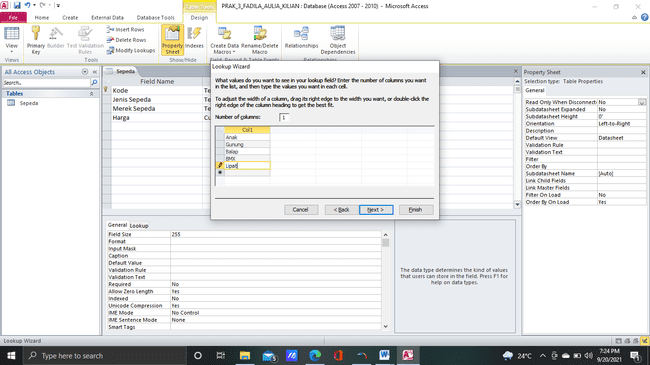 Table Tools
PRAK_3_FADILA_AULIA_KILIAN : Database (Access 2007 - 2010) - Microsoft Access
File
Home
Create
External Data
Database Tools
Design
View
Primary Key
Builder
Test Validation Rules
Insert Rows
Delete Rows
Modify Lookups
Property Sheet
Indexes
Create Data Macros
Rename/Delete Macro
Relationships
Object Dependencies
Views
Tools
Show/Hide
Field, Record & Table Events
Relationships
All Access Objects
Search...
Tables
Sepeda
Sepeda
Field Name
Kode
Jenis Sepeda
Merek Sepeda
Harga
Te
Cu
Lookup Wizard
What values do you want to see in your lookup field? Enter the number of columns you want
in the list, and then type the values you want in each cell.
To adjust the width of a column, drag its right edge to the width you want, or double-click the
right edge of the column heading to get the best fit.
Number of columns: 1
Col1
Anak
Gunung
Balap
BMX
Lipat
Cancel
< Back
Next >
Finish
Property Sheet
Selection type: Table Properties
General
Read Only When Disconnect No
Subdatasheet Expanded No
Subdatasheet Height 0"
Orientation Left-to-Right
Description
Default View Datasheet
Validation Rule
Validation Text
Filter
Order By
Subdatasheet Name [Auto]
Link Child Fields
Link Master Fields
Filter On Load No
Order By On Load Yes
General
Lookup
Field Size 255
Format
Input Mask
Caption
Default Value
Validation Rule
Validation Text
Required No
Allow Zero Length Yes
Indexed No
Unicode Compression Yes
IME Mode No Control
IME Sentence Mode None
Smart Tags
The data type determines the kind of values
that users can store in the field. Press F1 for
help on data types.
Lookup Wizard
Type here to search
24°C
7:24 PM
9/20/2021